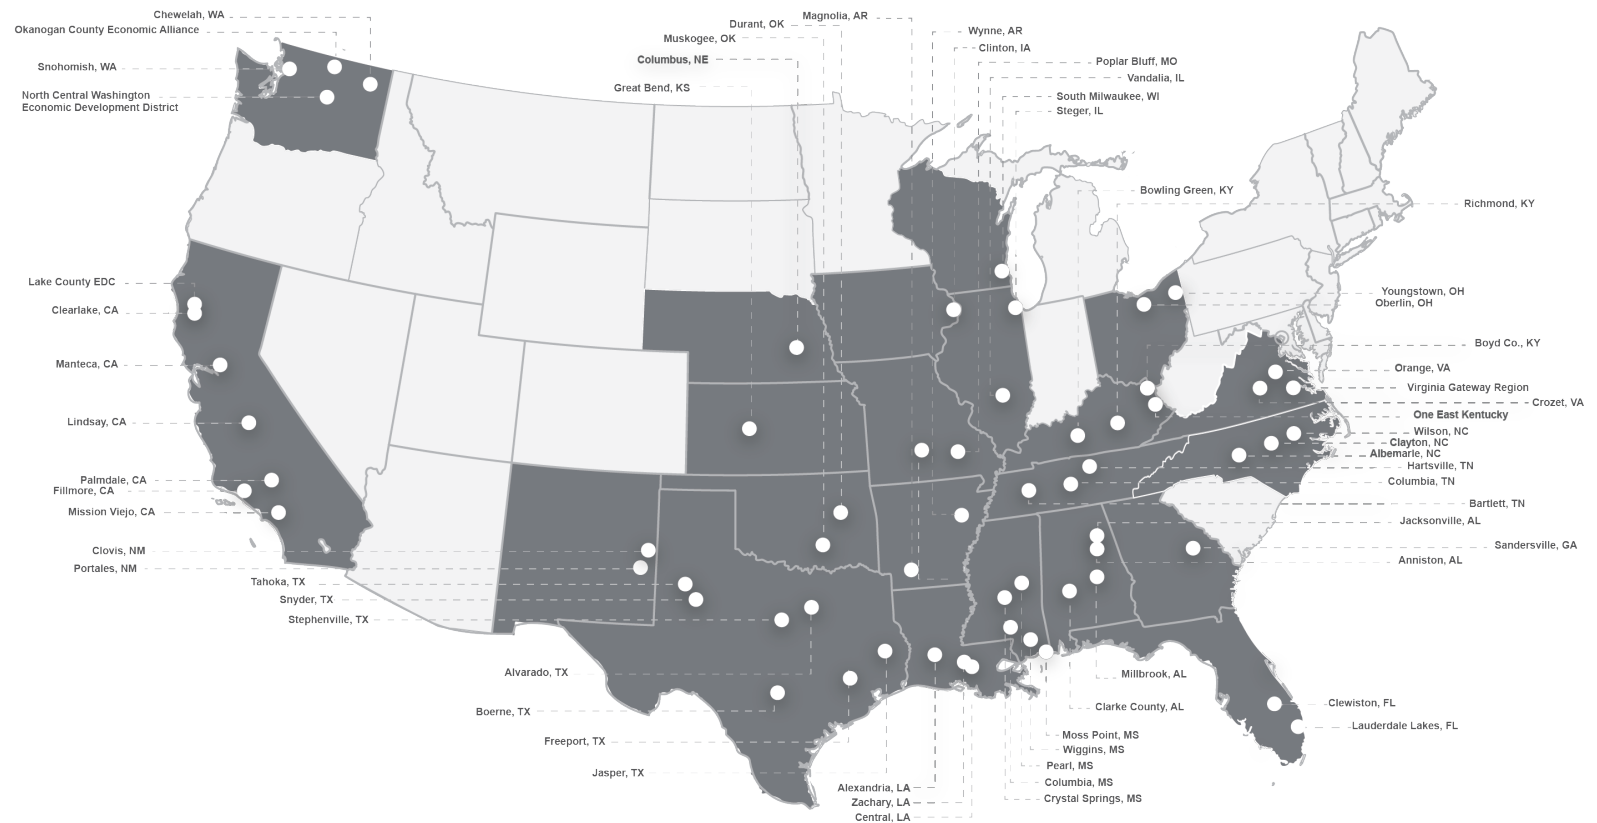 Chewelah, WA
Okanogan County Economic Alliance
Snohomish, WA
North Central Washington
Economic Development District
Magnolia, AR
Durant, OK
Muskogee, OK
Columbus, NE
Great Bend, KS
Wynne, AR
Clinton, IA
Poplar Bluff, MO
Vandalia, IL
South Milwaukee, WI
Steger, IL
Bowling Green, KY
Richmond, KY
Lake County EDC
Clearlake, CA
Manteca, CA
Lindsay, CA
Palmdale, CA
Fillmore, CA
Mission Viejo, CA
Clovis, NM
Portales, NM
Tahoka, TX
Snyder, TX
Stephenville, TX
Alvarado, TX
Boerne, TX
Freeport, TX
Jasper, TX
Youngstown, OH
Oberlin, OH
Boyd Co., KY
Orange, VA
Virginia Gateway Region
Crozet, VA
One East Kentucky
Wilson, NC
Clayton, NC
Albemarle, NC
Hartsville, TN
Columbia, TN
Bartlett, TN
Jacksonville, AL
Sandersville, GA
Anniston, AL
Millbrook, AL
Clewiston, FL
Clarke County, AL
Lauderdale Lakes, FL
Moss Point, MS
Wiggins, MS
Pearl, MS
Columbia, MS
Crystal Springs, MS
Alexandria, LA
Zachary, LA
Central, LA